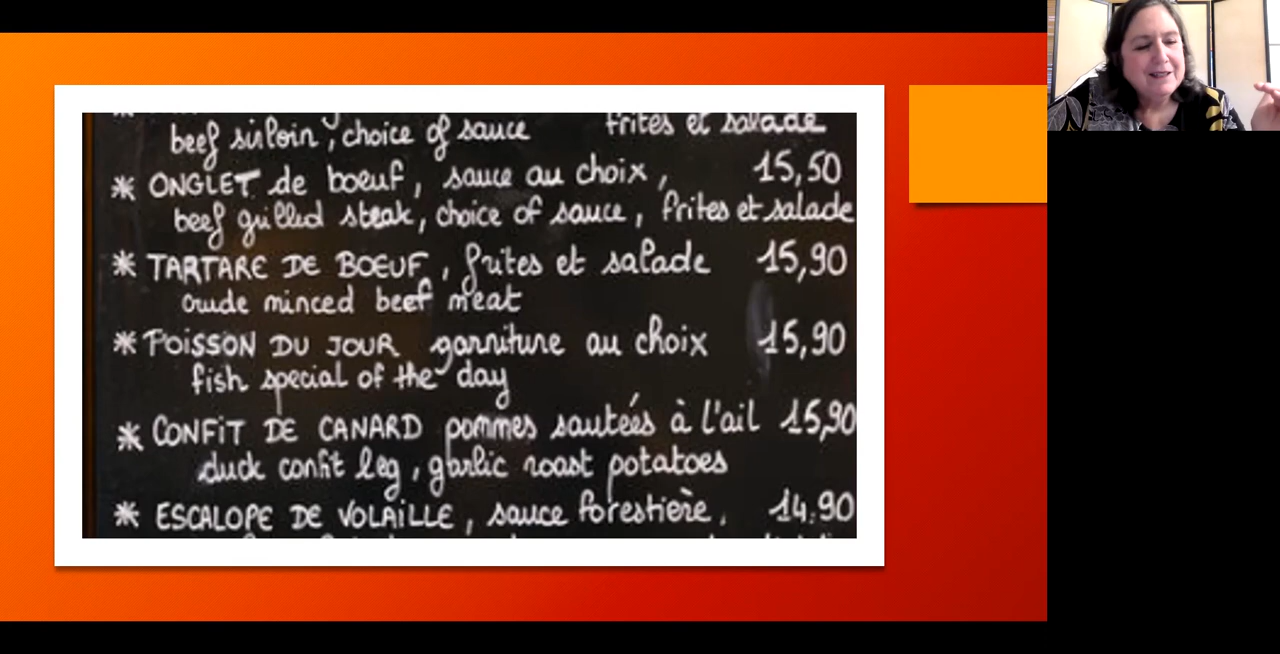 beef sirloin, choice of sauce frites et salade
* ONGLET de boeuf, sauce au choix, 15,50
beef grilled steak, choice of sauce, frites et salade
* TARTARE DE BOEUF, frites et salade 15,90
crude minced beef meat
* POISSON DU JOUR garniture au choix 15,90
fish special of the day
* CONFIT DE CANARD pommes sautées à l'ail 15,90
duck confit leg, garlic roast potatoes
* ESCALOPE DE VOLAILLE, sauce forestière, 14.90